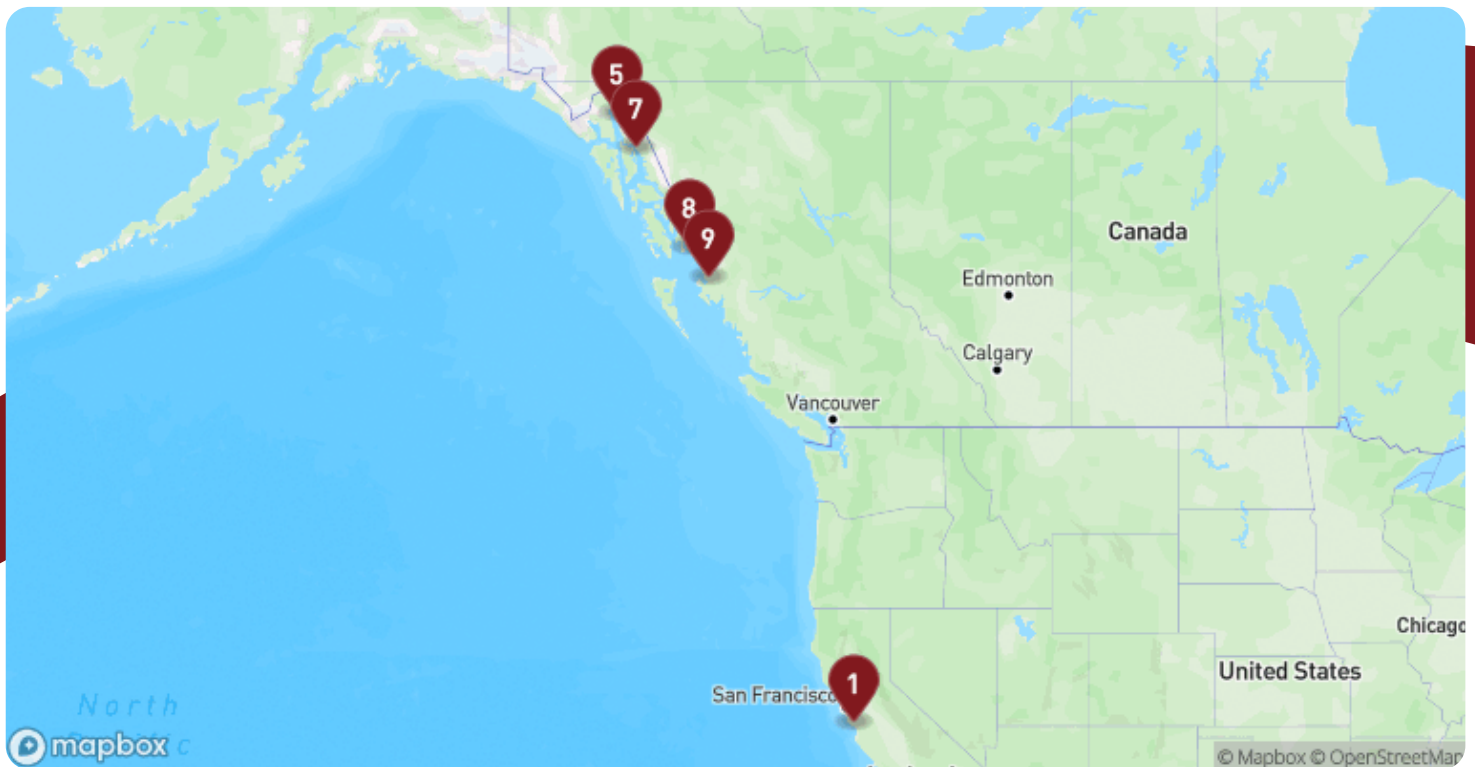 5
7
8
9
Canada
Edmonton
Calgary
Vancouver
Chicago
United States
1
San Francisco
North
mapbox
© Mapbox © OpenStreetMap